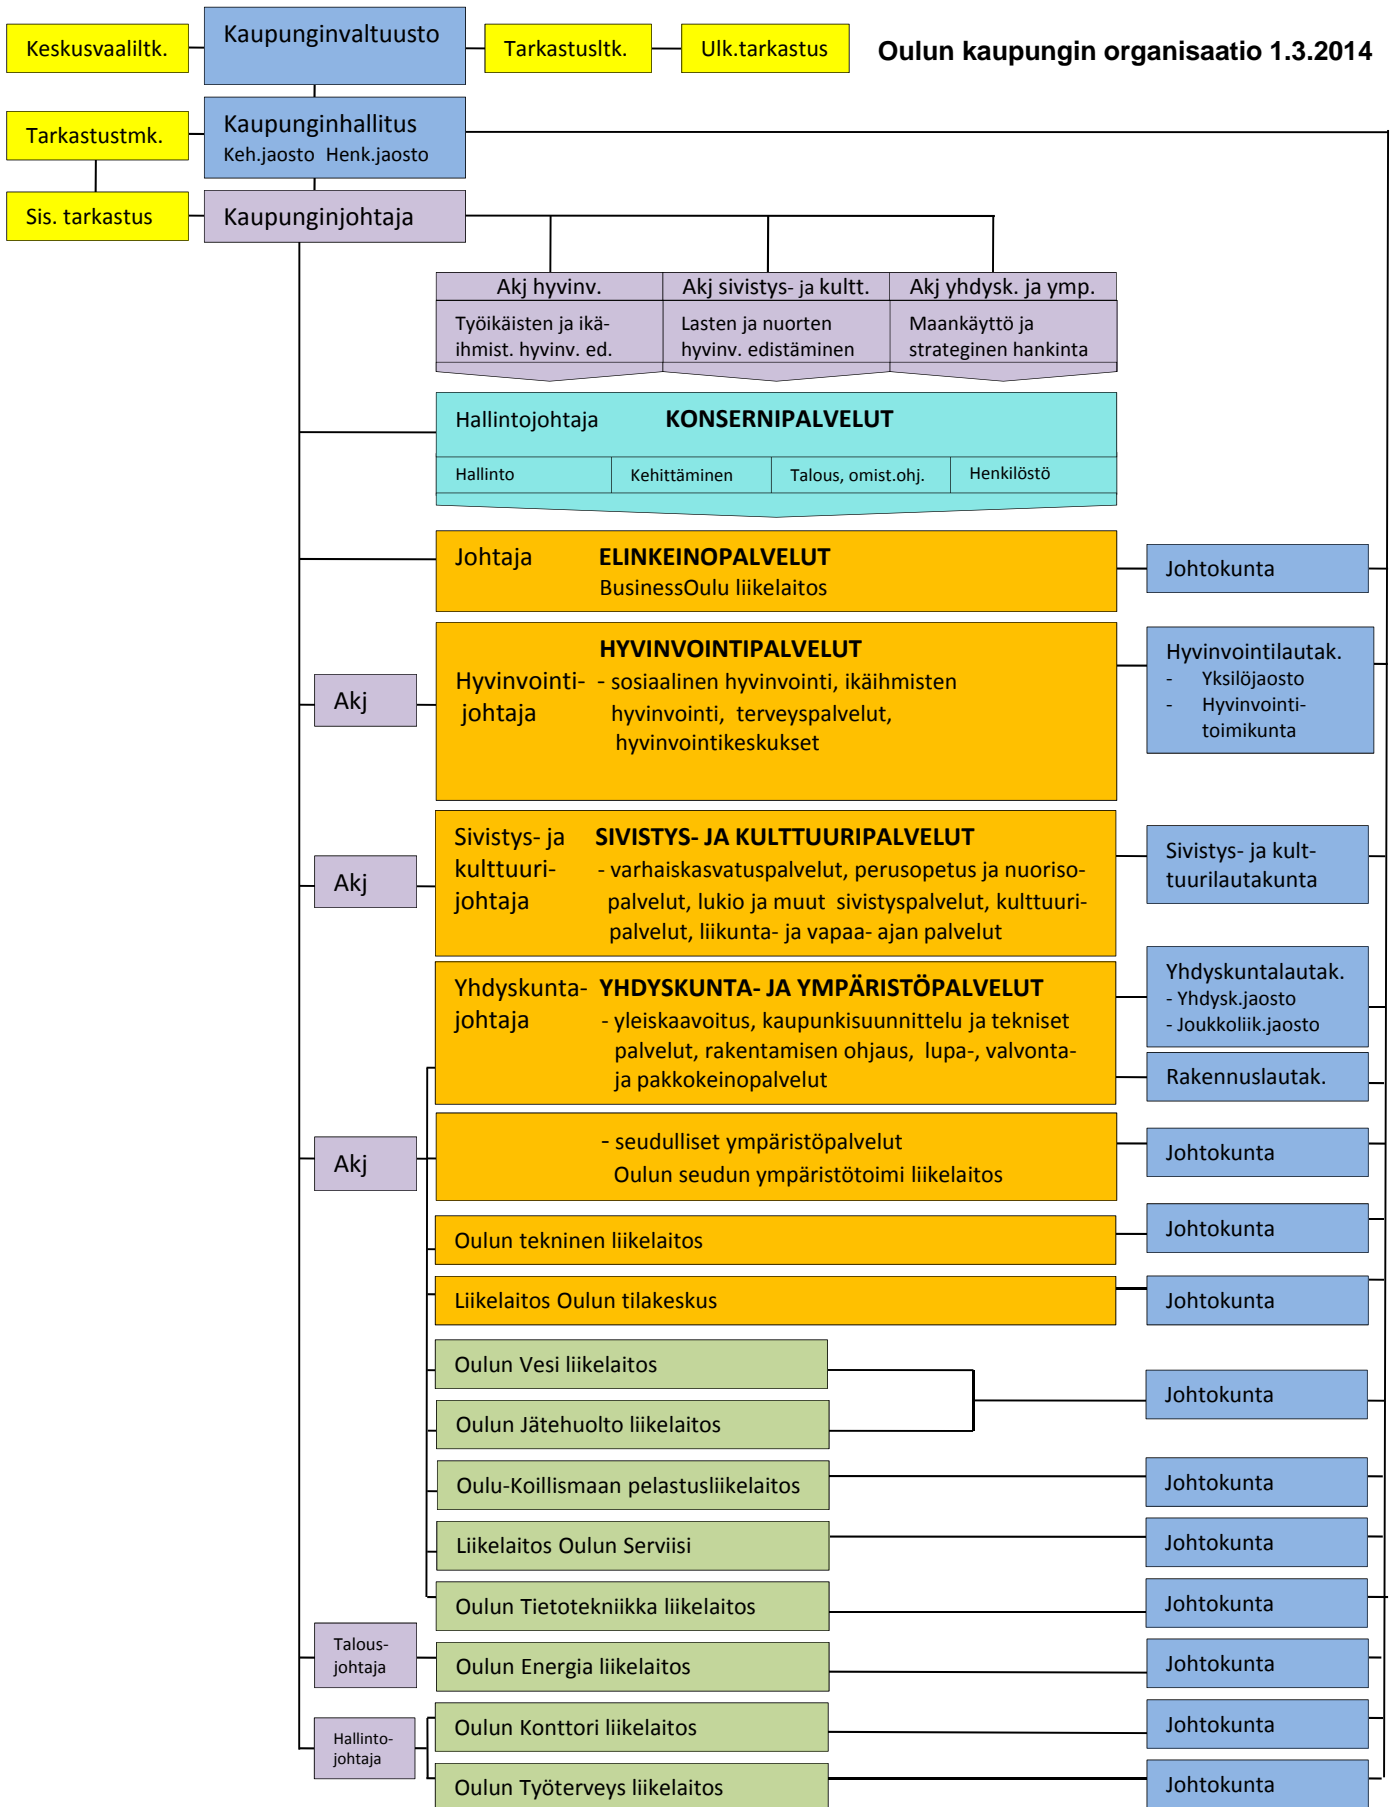 Oulun kaupungin organisaatio 1.3.2014
Keskusvaaliltk.
Kaupunginvaltuusto
Tarkastusltk.
Ulk.tarkastus
Tarkastustmk.
Kaupunginhallitus
Keh.jaosto Henk.jaosto
Sis. tarkastus
Kaupunginjohtaja
Akj hyvinv.
Työikäisten ja ikä-
ihmist. hyvinv. ed.
Akj sivistys- ja kultt.
Lasten ja nuorten
hyvinv. edistäminen
Akj yhdysk. ja ymp.
Maankäyttö ja
strateginen hankinta
Hallintojohtaja KONSERNIPALVELUT
Hallinto
Kehittäminen
Talous, omist.ohj.
Henkilöstö
Johtaja ELINKEINOPALVELUT
BusinessOulu liikelaitos
Johtokunta
Akj
Hyvinvointi-
johtaja
HYVINVOINTIPALVELUT
- sosiaalinen hyvinvointi, ikäihmisten
hyvinvointi, terveyspalvelut,
hyvinvointikeskukset
Hyvinvointilautak.
- Yksilöjaosto
- Hyvinvointi-
toimikunta
Akj
Sivistys- ja
kulttuuri-
johtaja
SIVISTYS- JA KULTTUURIPALVELUT
- varhaiskasvatuspalvelut, perusopetus ja nuoriso-
palvelut, lukio ja muut sivistyspalvelut, kulttuuri-
palvelut, liikunta- ja vapaa- ajan palvelut
Sivistys- ja kult-
tuurilautakunta
Yhdyskunta-
johtaja
YHDYSKUNTA- JA YMPÄRISTÖPALVELUT
- yleiskaavoitus, kaupunkisuunnittelu ja tekniset
palvelut, rakentamisen ohjaus, lupa-, valvonta-
ja pakkokeinopalvelut
Yhdyskuntalautak.
- Yhdysk.jaosto
- Joukkoliik.jaosto
Rakennuslautak.
Akj
- seudulliset ympäristöpalvelut
Oulun seudun ympäristötoimi liikelaitos
Johtokunta
Oulun tekninen liikelaitos
Johtokunta
Liikelaitos Oulun tilakeskus
Johtokunta
Oulun Vesi liikelaitos
Oulun Jätehuolto liikelaitos
Johtokunta
Oulu-Koillismaan pelastusliikelaitos
Johtokunta
Liikelaitos Oulun Serviisi
Johtokunta
Oulun Tietotekniikka liikelaitos
Johtokunta
Talous-
johtaja
Oulun Energia liikelaitos
Johtokunta
Hallinto-
johtaja
Oulun Konttori liikelaitos
Johtokunta
Oulun Työterveys liikelaitos
Johtokunta